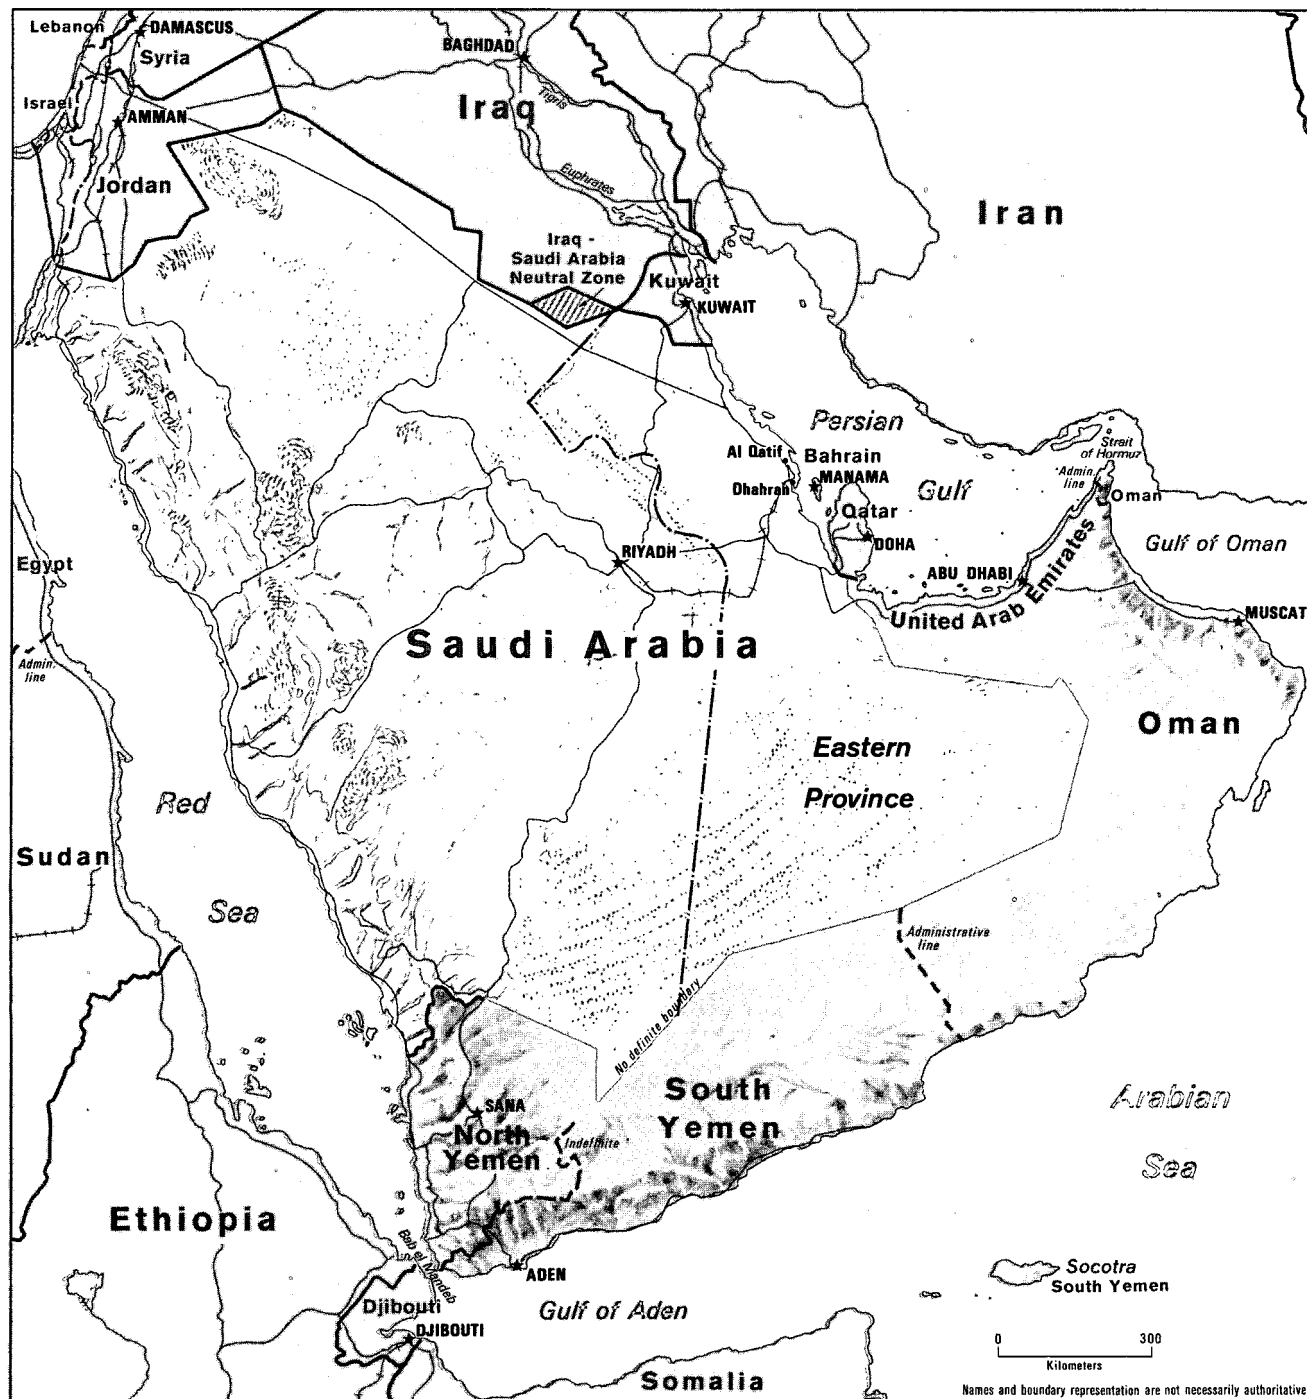 Lebanon
DAMASCUS
Syria
BAGHDAD
Israel
AMMAN
Iraq
Tigris
Jordan
Euphrates
Iran
Iraq -
Saudi Arabia
Neutral Zone
Kuwait
KUWAIT
Persian
Gulf
Strait
of Hormuz
Al Qatif
Bahrain
MANAMA
Dhahran
Admin.
line
Oman
Qatar
DOHA
Gulf of Oman
RIYADH
ABU DHABI
United Arab Emirates
MUSCAT
Egypt
Admin.
line
Saudi Arabia
Oman
Eastern
Province
Red
Sea
Sudan
Administrative
line
No definite boundary
South
Yemen
SANA
North
Yemen
Indefinite
Arabian
Sea
Ethiopia
Bab el Mandeb
ADEN
Socotra
South Yemen
Djibouti
DJIBOUTI
Gulf of Aden
Somalia
0 300
Kilometers
Names and boundary representation are not necessarily authoritative